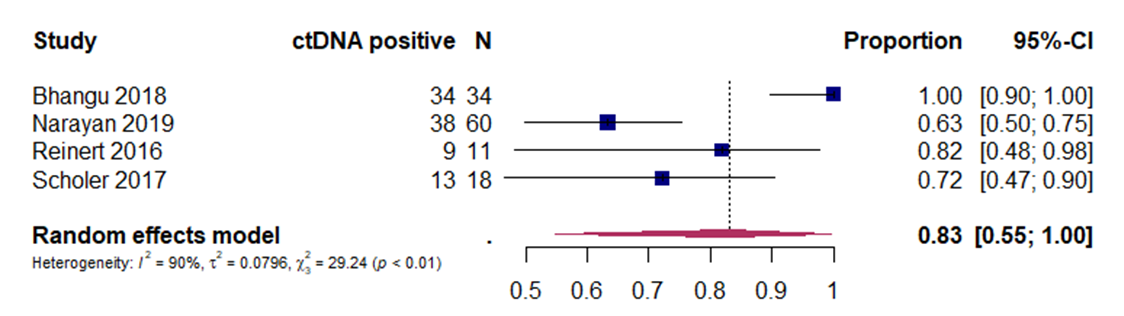 Study ctDNA positive N Proportion 95%-CI
Bhangu 2018 34 34 1.00 [0.90; 1.00]
Narayan 2019 38 60 0.63 [0.50; 0.75]
Reinert 2016 9 11 0.82 [0.48; 0.98]
Scholer 2017 13 18 0.72 [0.47; 0.90]
Random effects model . 0.83 [0.55; 1.00]
Heterogeneity: I² = 90%, τ² = 0.0796, χ²₃ = 29.24 (p < 0.01)
0.5 0.6 0.7 0.8 0.9 1